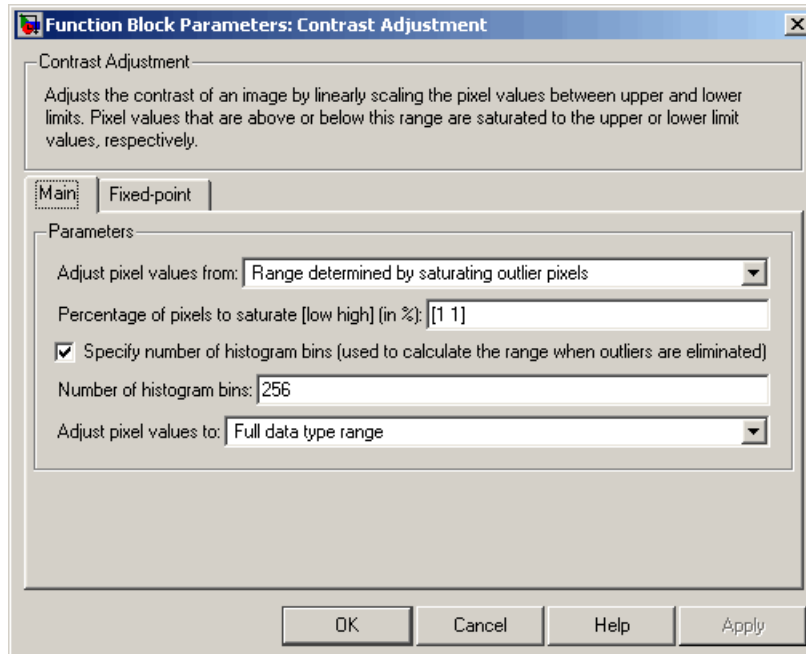 Function Block Parameters: Contrast Adjustment
Contrast Adjustment
Adjusts the contrast of an image by linearly scaling the pixel values between upper and lower
limits. Pixel values that are above or below this range are saturated to the upper or lower limit
values, respectively.
Main Fixed-point
Parameters
Adjust pixel values from: Range determined by saturating outlier pixels
Percentage of pixels to saturate [low high] (in %): [1 1]
Specify number of histogram bins (used to calculate the range when outliers are eliminated)
Number of histogram bins: 256
Adjust pixel values to: Full data type range
OK Cancel Help Apply